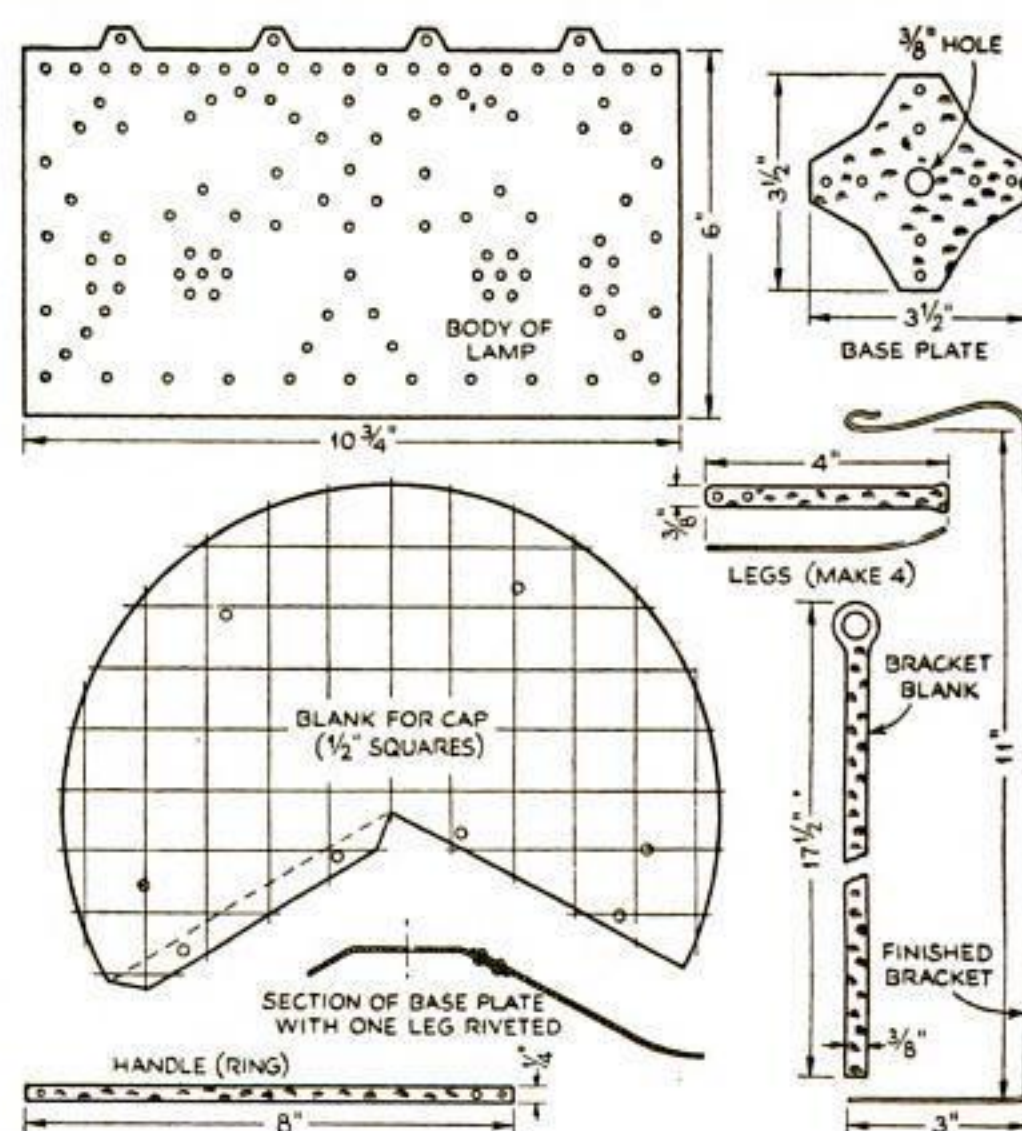 3/8" HOLE
3 1/2"
3 1/2"
BASE PLATE
6"
BODY OF
LAMP
10 3/4"
4"
3/8"
LEGS (MAKE 4)
BLANK FOR CAP
(1/2" SQUARES)
BRACKET
BLANK
11"
17 1/2"
FINISHED
BRACKET
3/8"
3"
SECTION OF BASE PLATE
WITH ONE LEG RIVETED
HANDLE (RING)
1/4"
8"